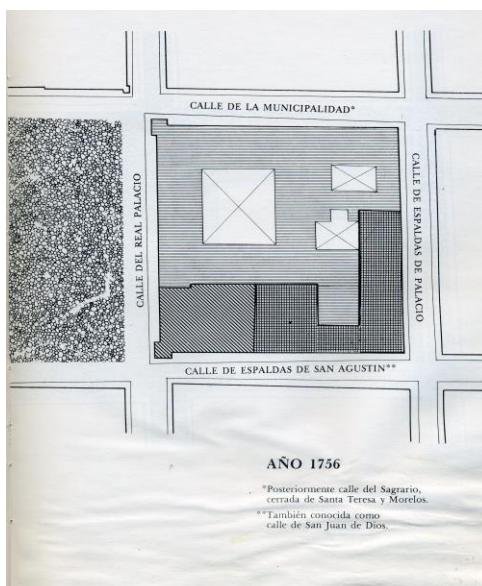 CALLE DE LA MUNICIPALIDAD*
CALLE DEL REAL PALACIO
CALLE DE ESPALDAS DE PALACIO
CALLE DE ESPALDAS DE SAN AGUSTIN**
AÑO 1756
*Posteriormente calle del Sagrario,
cerrada de Santa Teresa y Morelos.
**También conocida como
calle de San Juan de Dios.